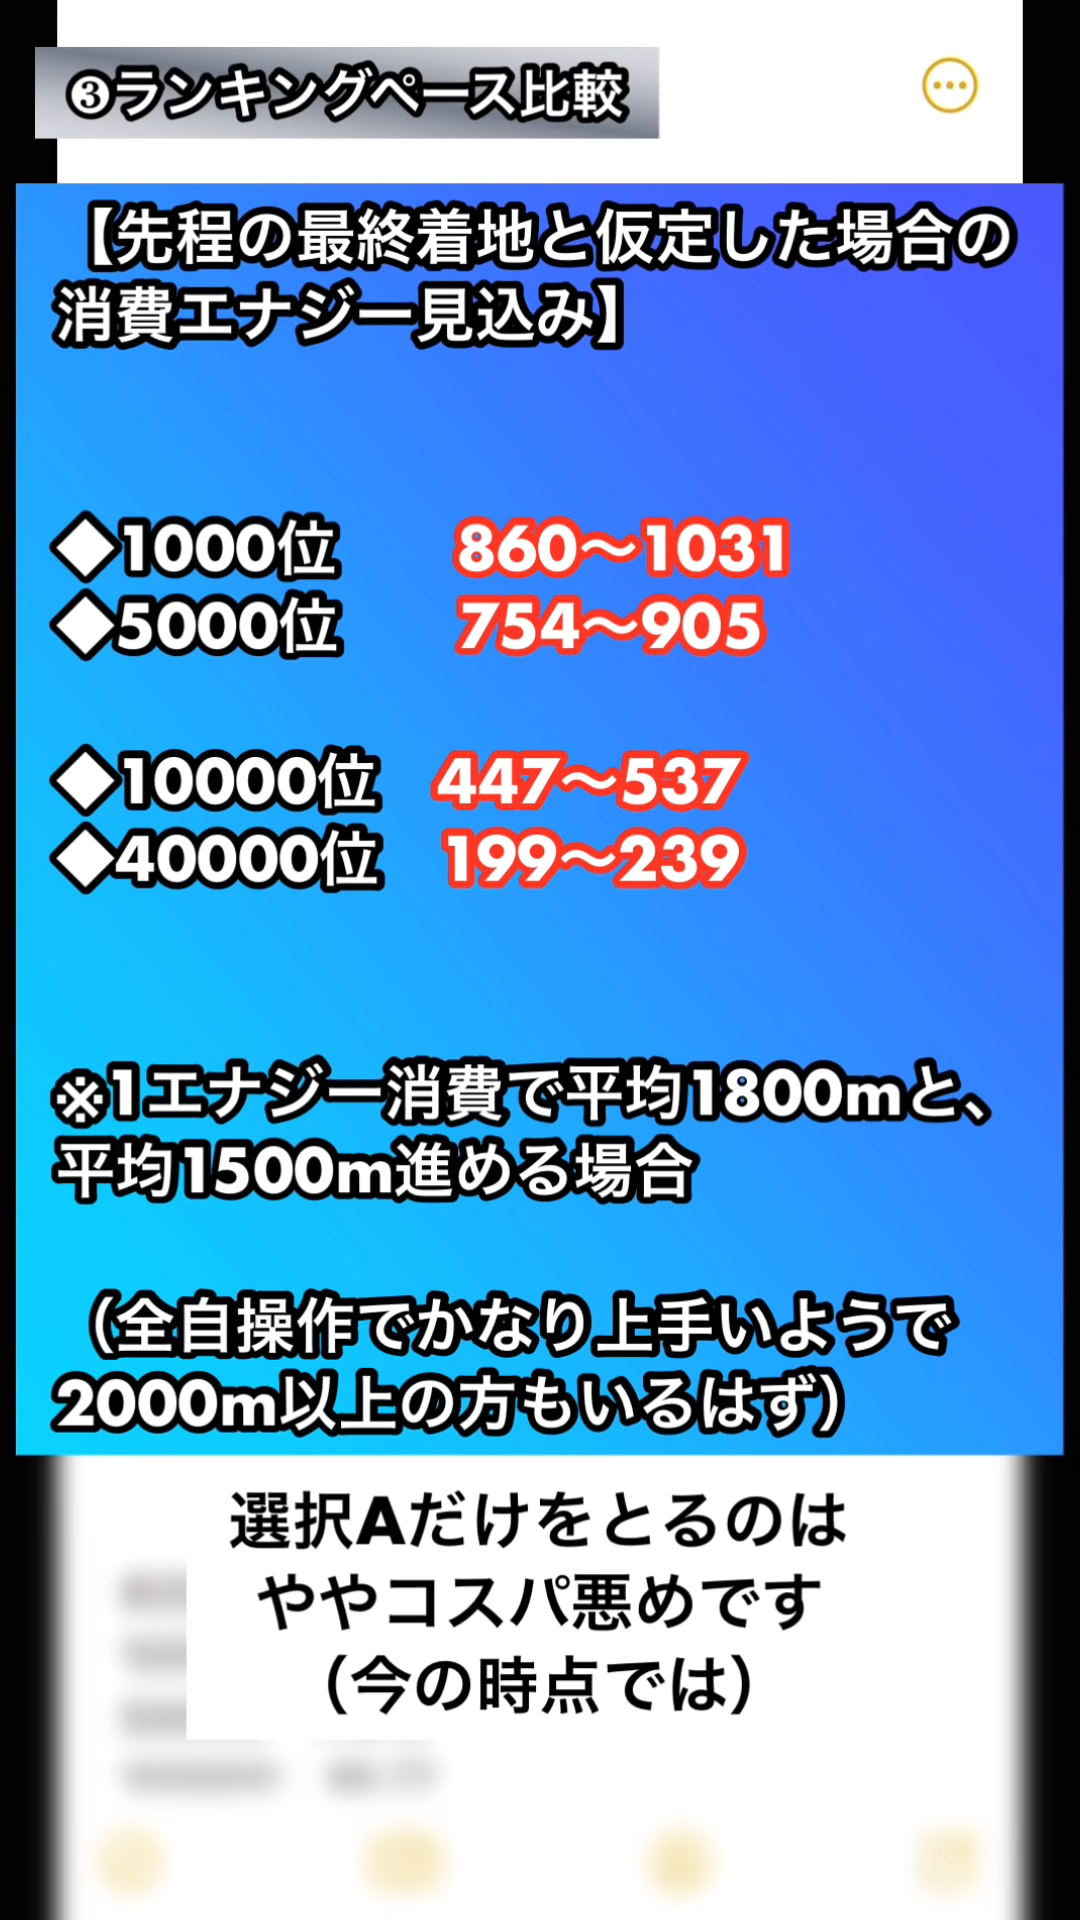 ❸ランキングペース比較
【先程の最終着地と仮定した場合の
消費エナジー見込み】
◆1000位 860〜1031
◆5000位 754〜905
◆10000位 447〜537
◆40000位 199〜239
※1エナジー消費で平均1800mと、
平均1500m進める場合
（全自操作でかなり上手いようで
2000m以上の方もいるはず）
選択Aだけをとるのは
ややコスパ悪めです
（今の時点では）